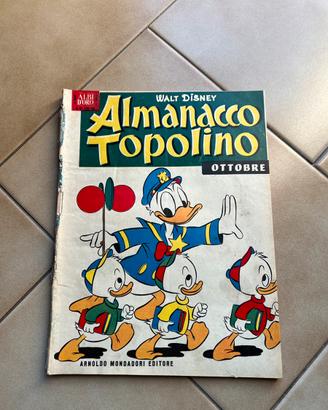 ALBI
D'ORO
WALT DISNEY
Almanacco
Topolino
OTTOBRE
ARNOLDO MONDADORI EDITORE